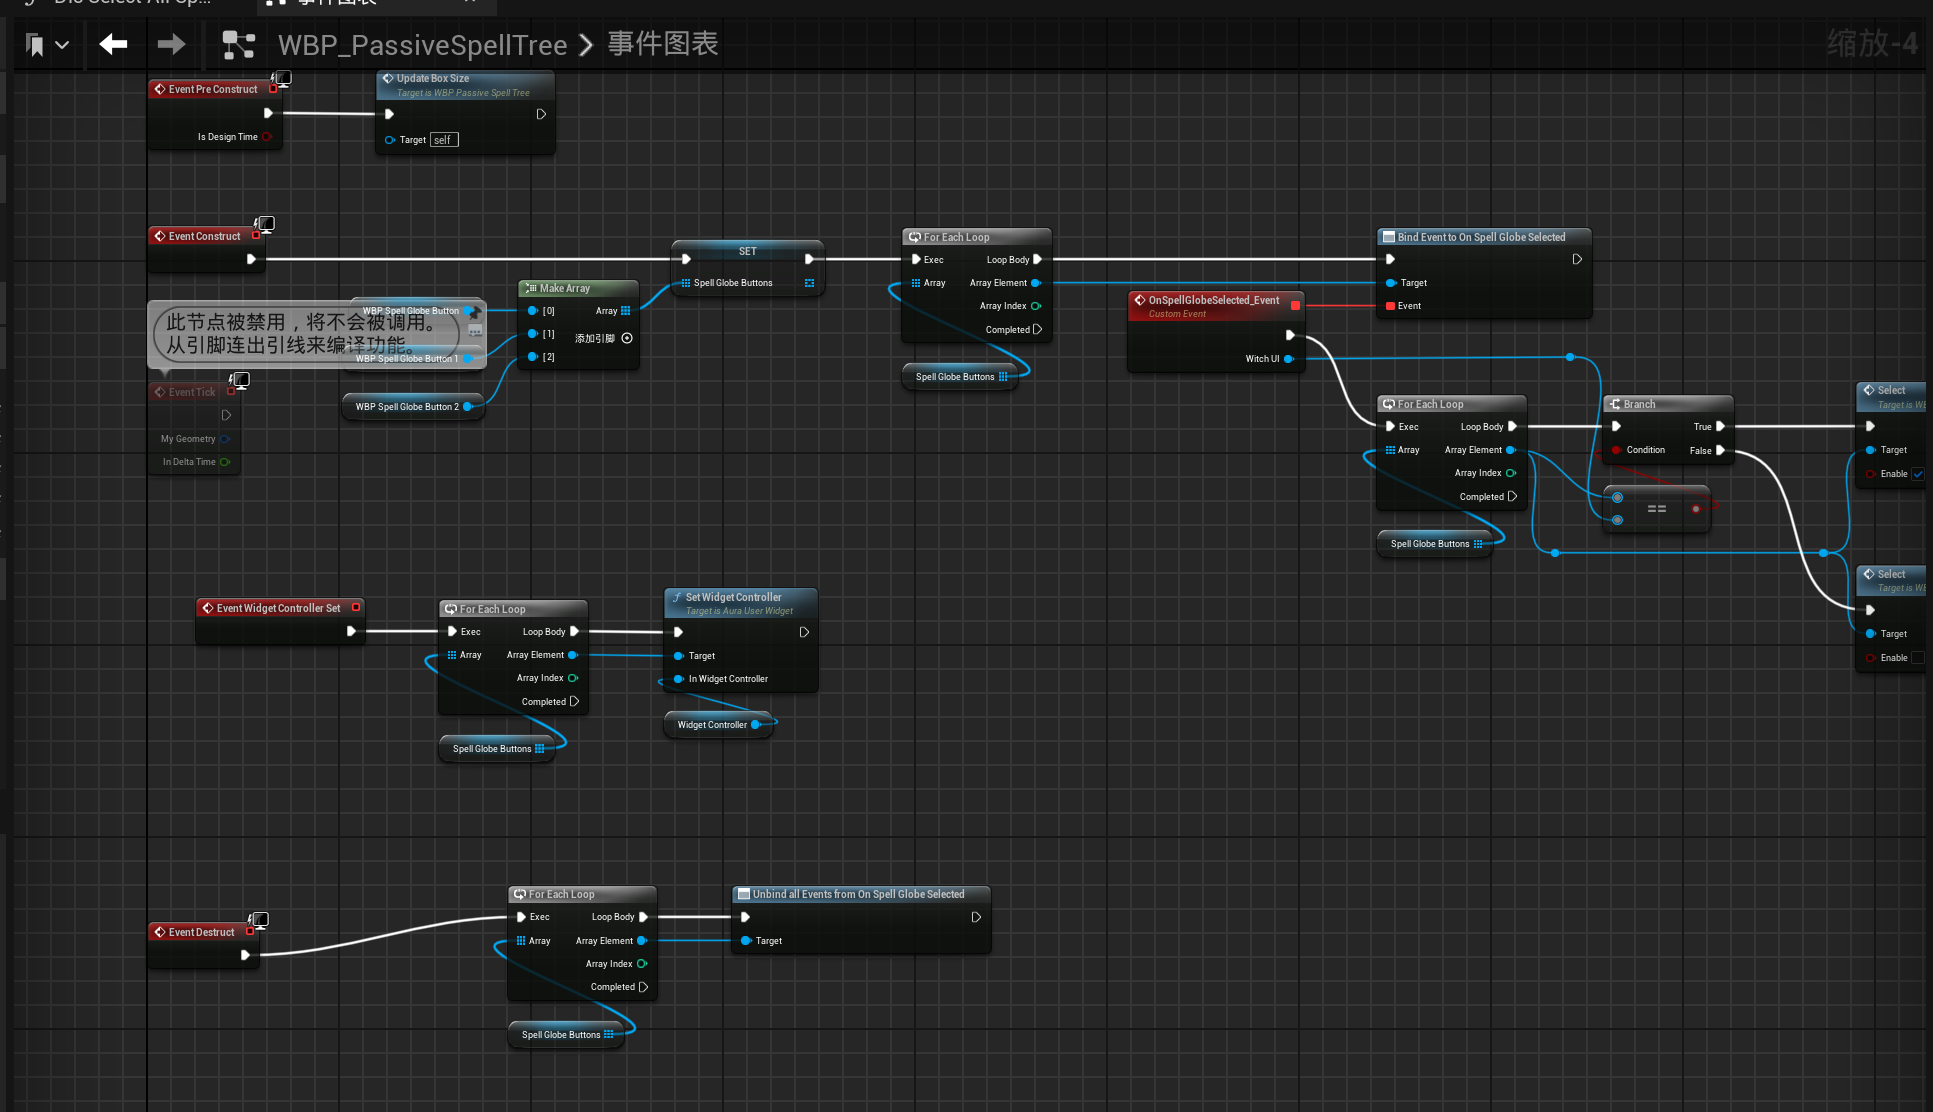 事件图表
WBP_PassiveSpellTree
事件图表
缩放-4
Event Pre Construct
Is Design Time
Update Box Size
Target is WBP Passive Spell Tree
Target
self
Event Construct
SET
Spell Globe Buttons
For Each Loop
Exec
Loop Body
Array
Array Element
Array Index
Completed
Spell Globe Buttons
Bind Event to On Spell Globe Selected
Target
Event
OnSpellGlobeSelected_Event
Custom Event
Witch UI
Make Array
[0]
Array
[1]
添加引脚
[2]
WBP Spell Globe Button
此节点被禁用，将不会被调用。
从引脚连出引线来编译功能。
WBP Spell Globe Button 1
WBP Spell Globe Button 2
Event Tick
My Geometry
In Delta Time
For Each Loop
Exec
Loop Body
Array
Array Element
Array Index
Completed
Spell Globe Buttons
Branch
True
Condition
False
==
Select
Target is WB
Target
Enable
Select
Target is WB
Target
Enable
Event Widget Controller Set
For Each Loop
Exec
Loop Body
Array
Array Element
Array Index
Completed
Spell Globe Buttons
Set Widget Controller
Target is Aura User Widget
Target
In Widget Controller
Widget Controller
Event Destruct
For Each Loop
Exec
Loop Body
Array
Array Element
Array Index
Completed
Spell Globe Buttons
Unbind all Events from On Spell Globe Selected
Target